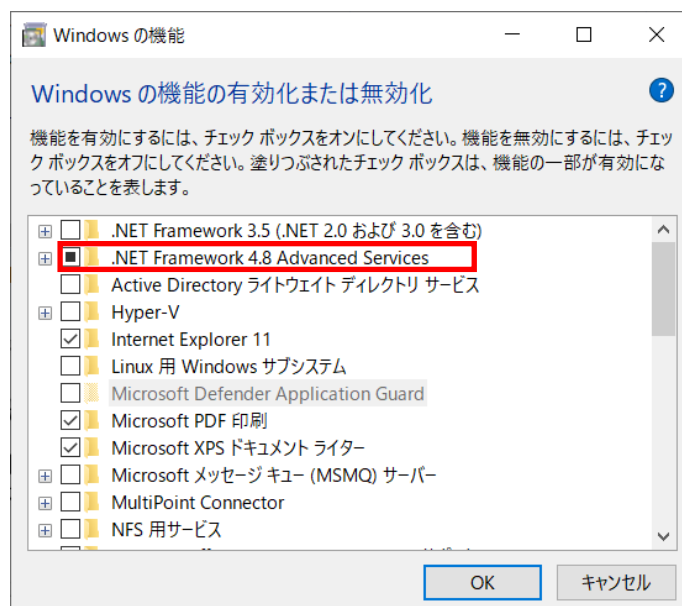 Windows の機能
Windows の機能の有効化または無効化
?
機能を有効にするには、チェック ボックスをオンにしてください。機能を無効にするには、チェッ
ク ボックスをオフにしてください。塗りつぶされたチェック ボックスは、機能の一部が有効にな
っていることを表します。
.NET Framework 3.5 (.NET 2.0 および 3.0 を含む)
.NET Framework 4.8 Advanced Services
Active Directory ライトウェイト ディレクトリ サービス
Hyper-V
Internet Explorer 11
Linux 用 Windows サブシステム
Microsoft Defender Application Guard
Microsoft PDF 印刷
Microsoft XPS ドキュメント ライター
Microsoft メッセージ キュー (MSMQ) サーバー
MultiPoint Connector
NFS 用サービス
OK
キャンセル